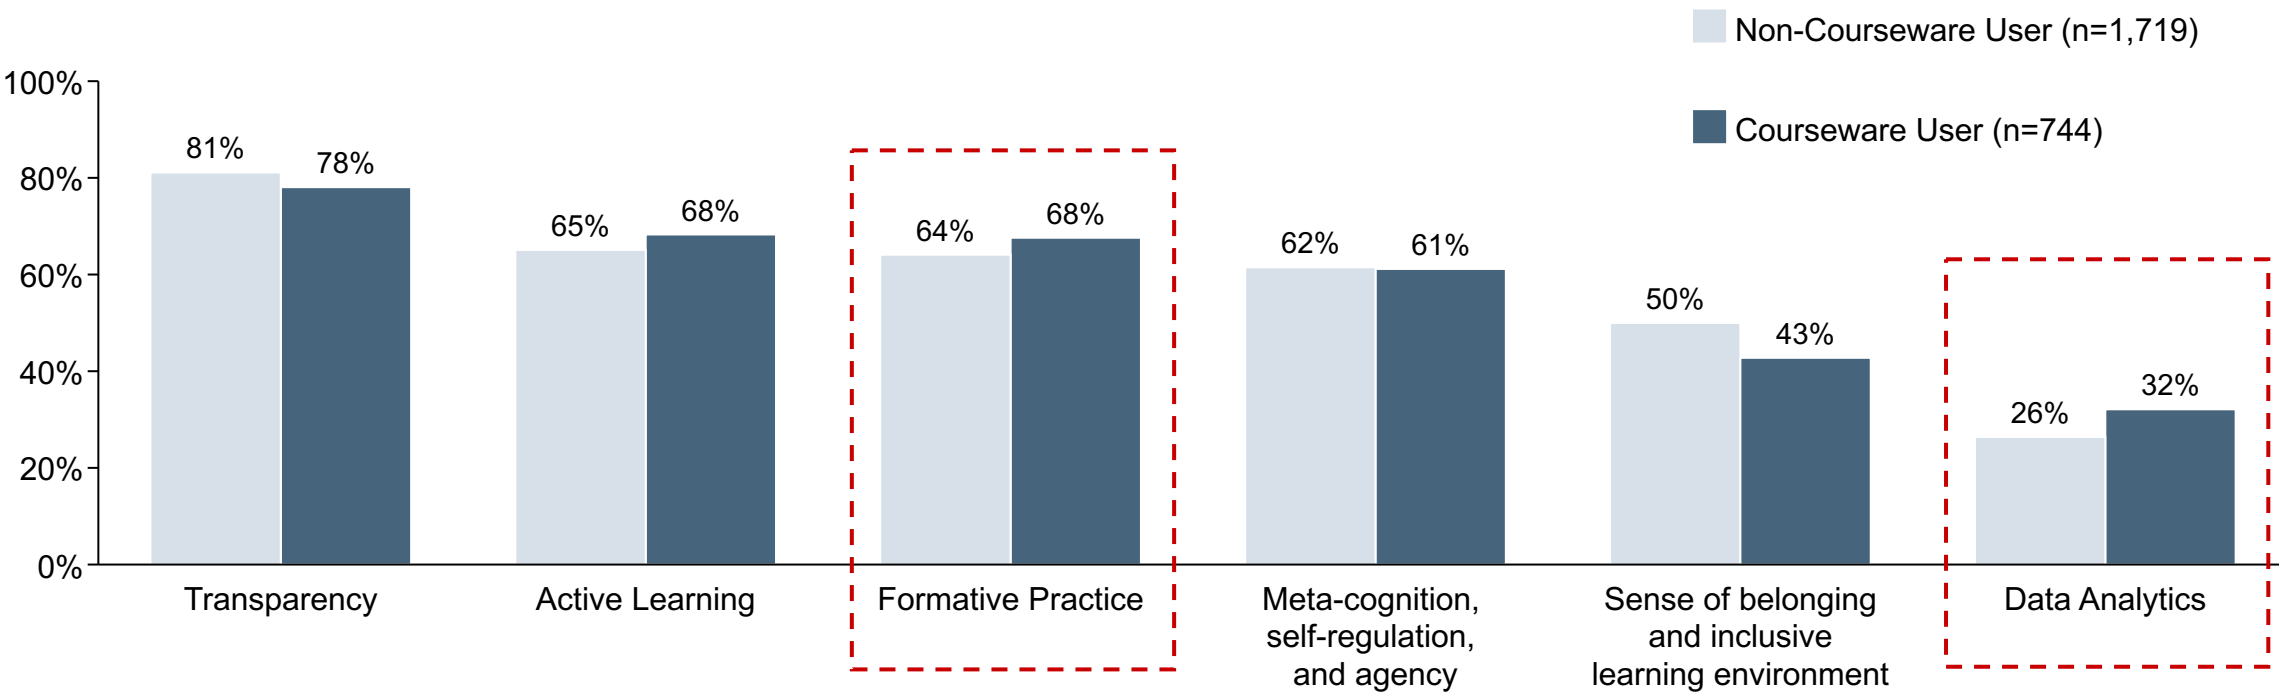 Non-Courseware User (n=1,719)
Courseware User (n=744)
100%
80%
60%
40%
20%
0%
81%
78%
65%
68%
64%
68%
62%
61%
50%
43%
26%
32%
Transparency
Active Learning
Formative Practice
Meta-cognition,
self-regulation,
and agency
Sense of belonging
and inclusive
learning environment
Data Analytics